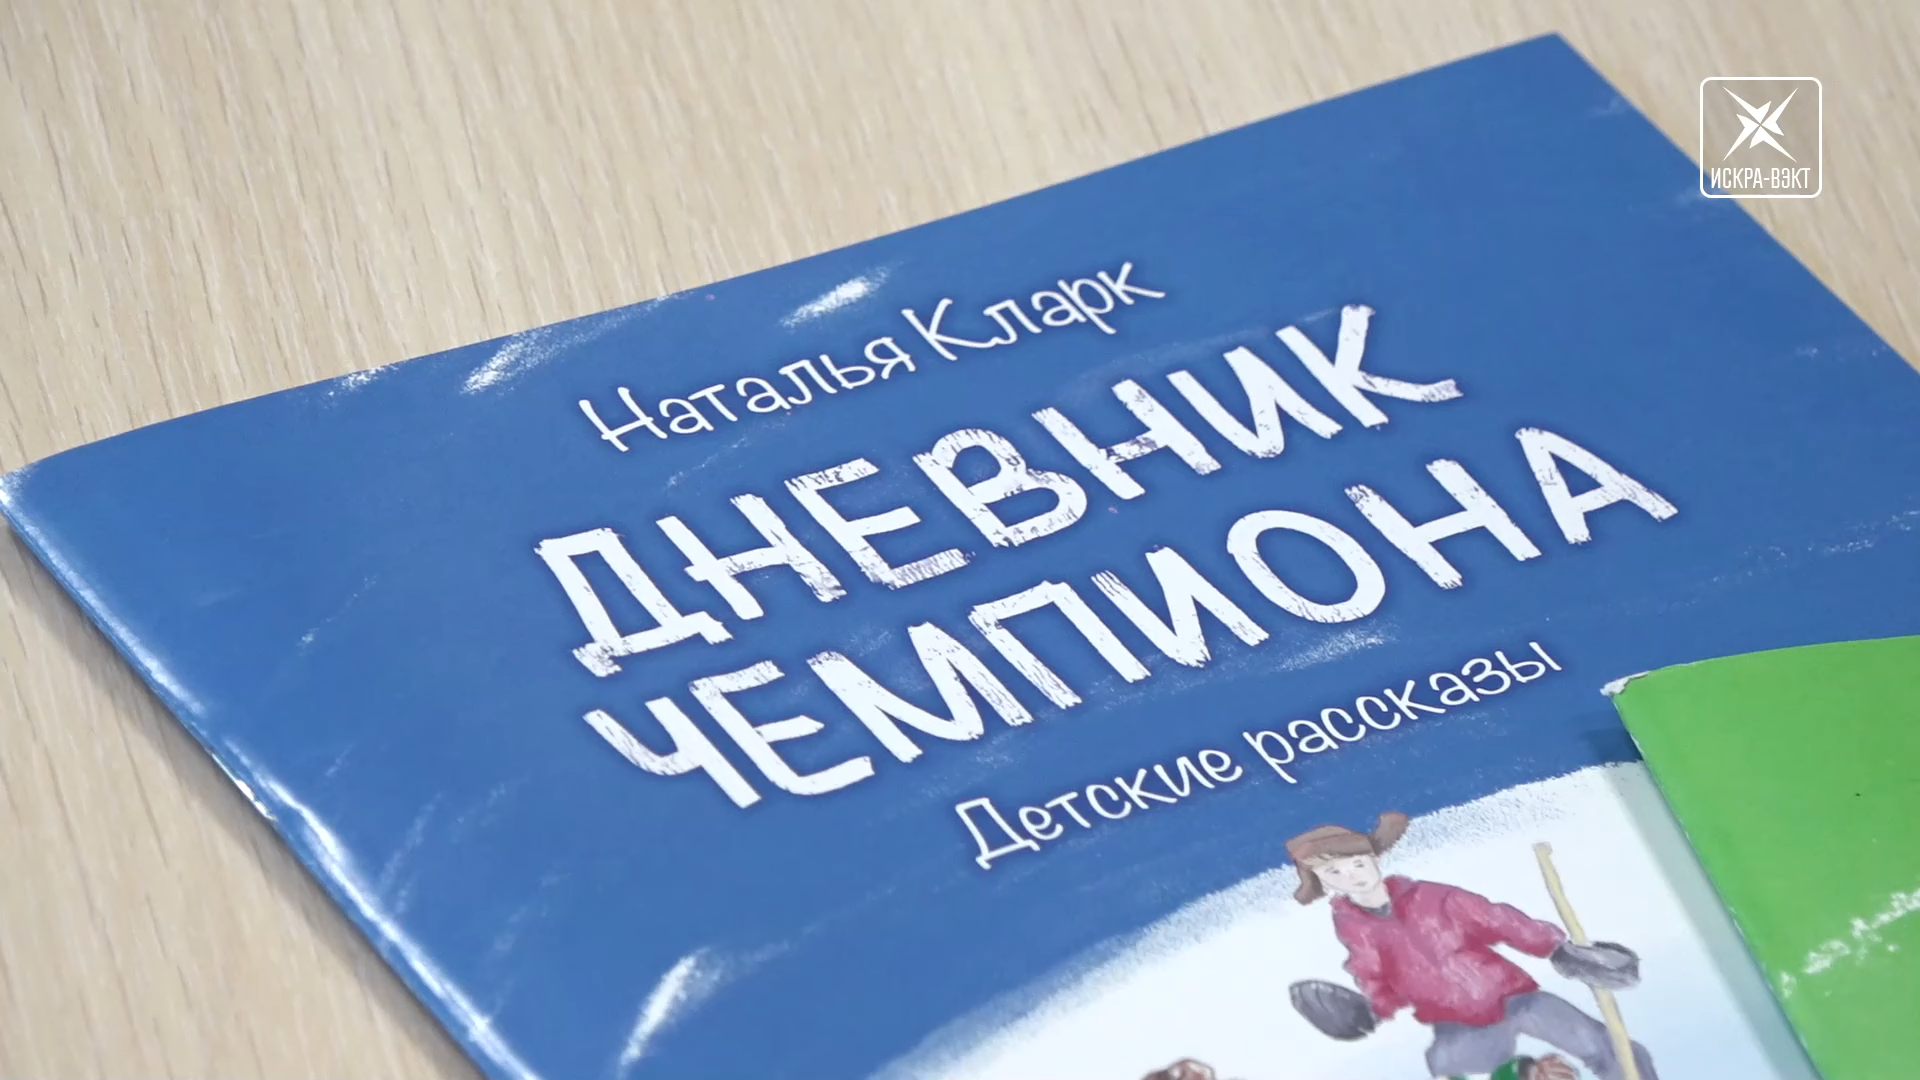 ИСКРА-ВЭКТ
Наталья Кларк
ДНЕВНИК
ЧЕМПИОНА
Детские рассказы